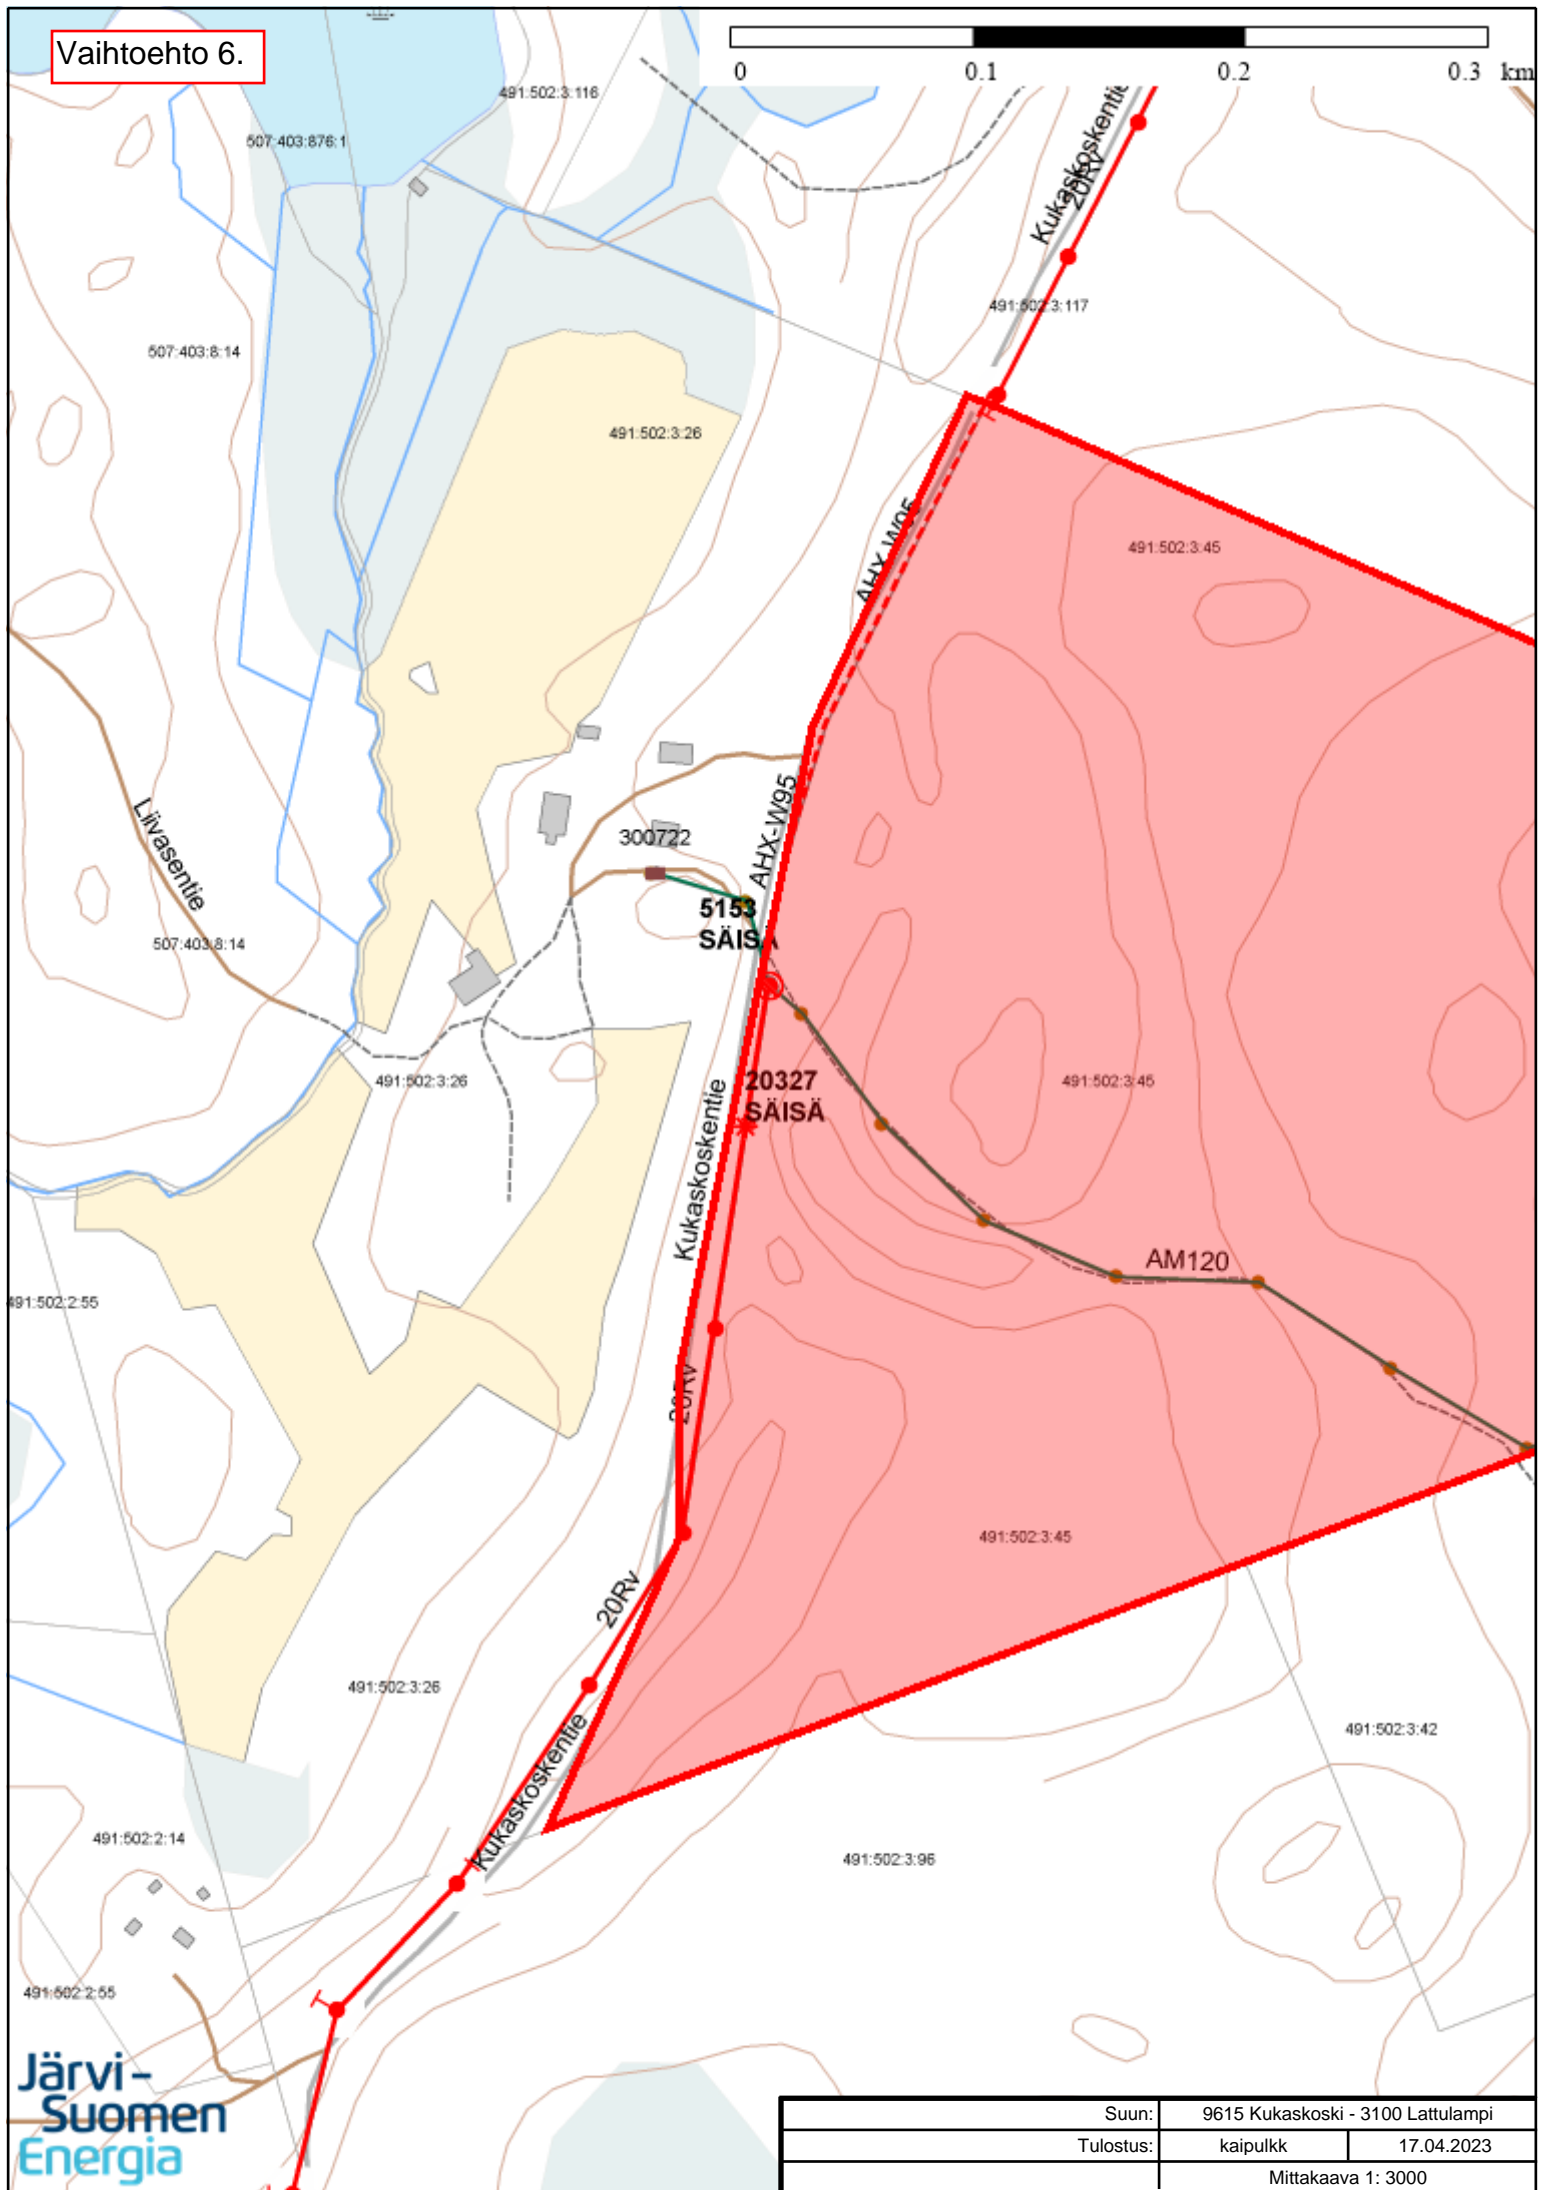 Vaihtoehto 6.
0 0.1 0.2 0.3 km
491:502:3:116
507:403:876:1
Kukaskoskentie
20Rv
491:502:3:117
507:403:8:14
491:502:3:26
AHX-W95
491:502:3:45
Liivasentie
AHX-W95
300722
5153
SÄISÄ
507:403:8:14
491:502:3:26
Kukaskoskentie
20327
SÄISÄ
491:502:3:45
AM120
491:502:2:55
20Rv
491:502:3:45
20Rv
491:502:3:26
Kukaskoskentie
491:502:3:42
491:502:2:14
491:502:3:96
491:502:2:55
Järvi-
Suomen
Energia
Suun: 9615 Kukaskoski - 3100 Lattulampi
Tulostus: kaipulkk 17.04.2023
Mittakaava 1: 3000